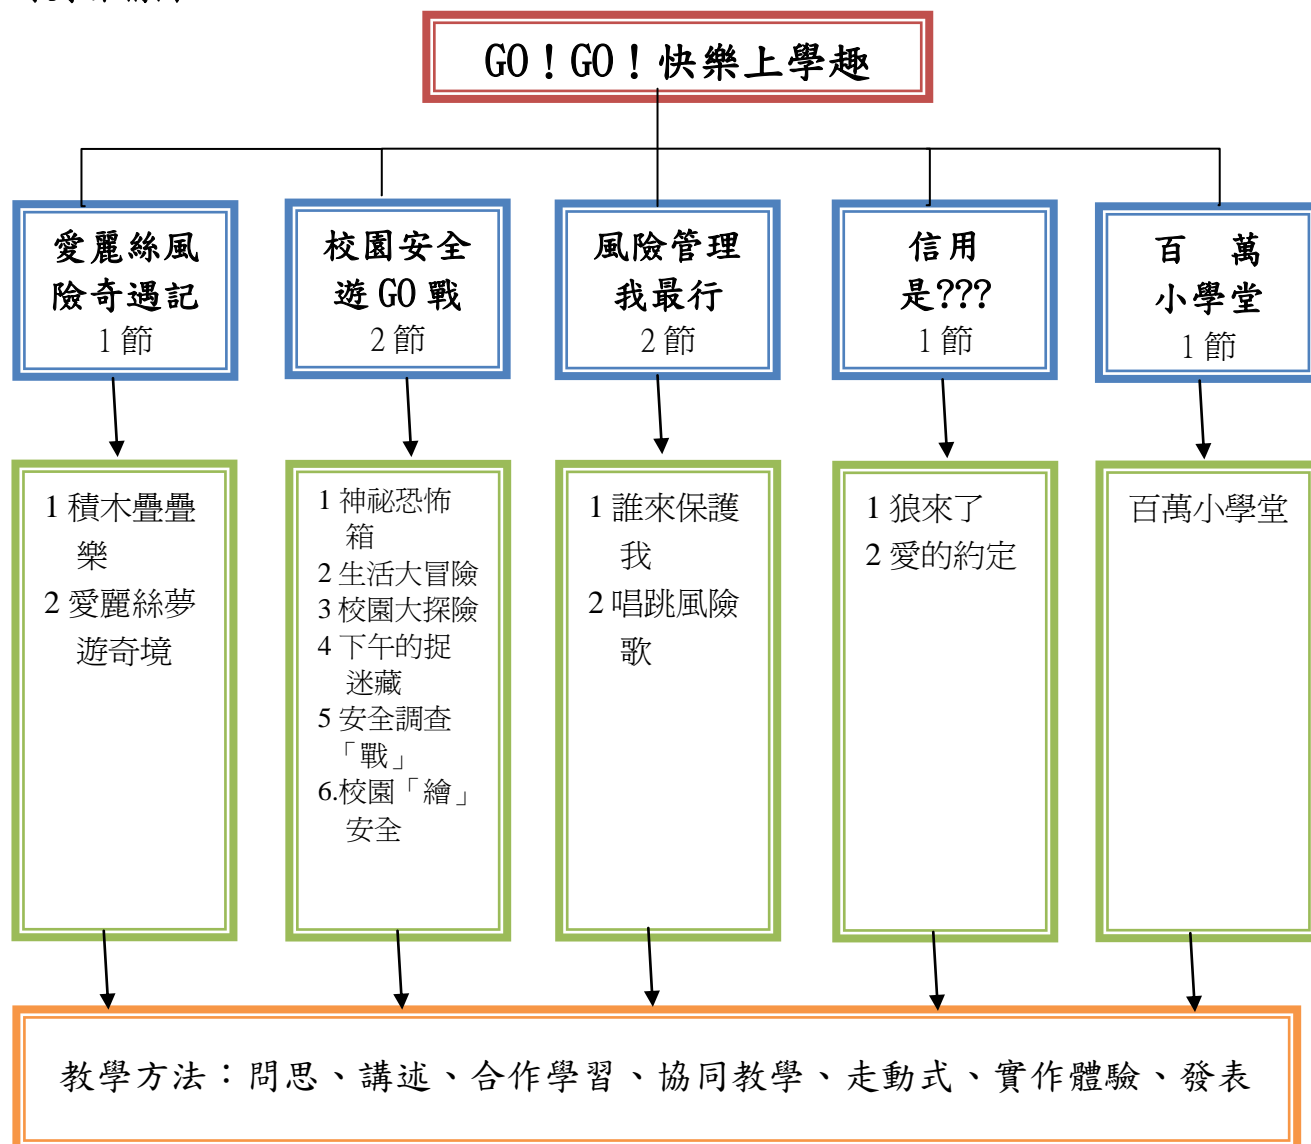 GO！GO！快樂上學趣
愛麗絲風
險奇遇記
1 節
校園安全
遊 GO 戰
2 節
風險管理
我最行
2 節
信用
是???
1 節
百　萬
小學堂
1 節
1 積木疊疊
樂
2 愛麗絲夢
遊奇境
1 神祕恐怖
箱
2 生活大冒險
3 校園大探險
4 下午的捉
迷藏
5 安全調查
「戰」
6.校園「繪」
安全
1 誰來保護
我
2 唱跳風險
歌
1 狼來了
2 愛的約定
百萬小學堂
教學方法：問思、講述、合作學習、協同教學、走動式、實作體驗、發表